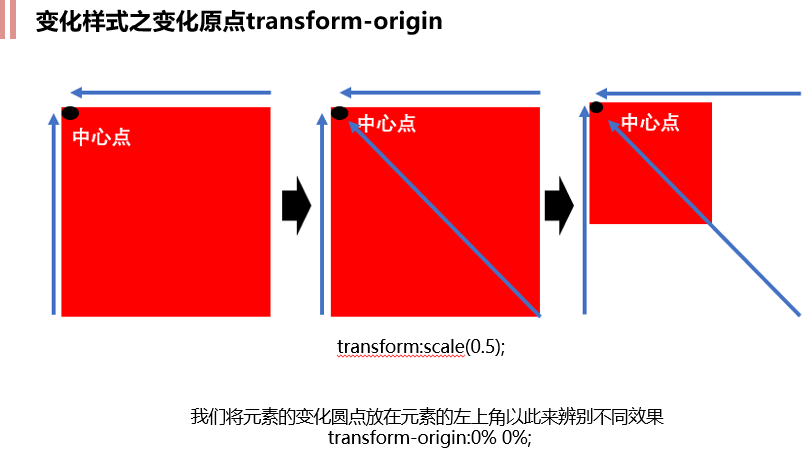 变化样式之变化原点transform-origin
中心点
中心点
中心点
transform:scale(0.5);
我们将元素的变化圆点放在元素的左上角以此来辨别不同效果
transform-origin:0% 0%;